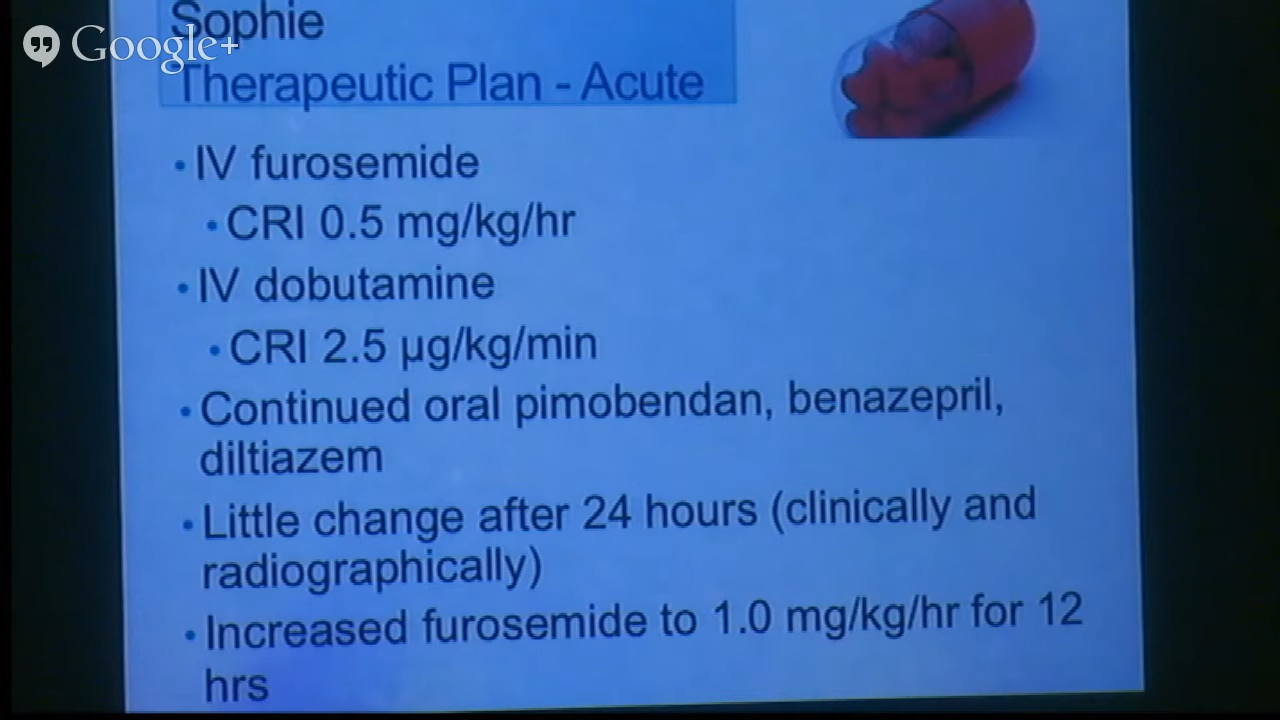 Google+
Sophie
Therapeutic Plan - Acute
• IV furosemide
• CRI 0.5 mg/kg/hr
• IV dobutamine
• CRI 2.5 µg/kg/min
• Continued oral pimobendan, benazepril,
diltiazem
• Little change after 24 hours (clinically and
radiographically)
• Increased furosemide to 1.0 mg/kg/hr for 12
hrs